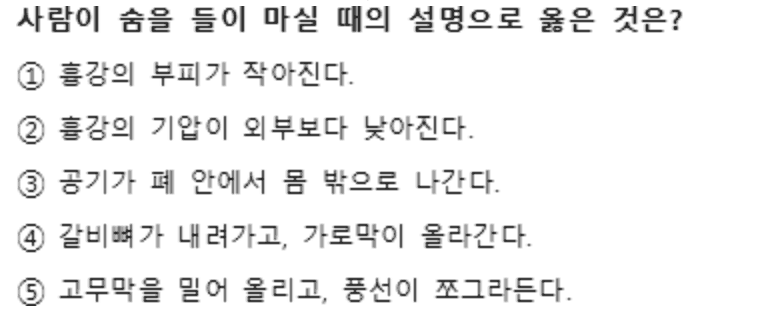 사람이 숨을 들이 마실 때의 설명으로 옳은 것은?
① 흉강의 부피가 작아진다.
② 흉강의 기압이 외부보다 낮아진다.
③ 공기가 폐 안에서 몸 밖으로 나간다.
④ 갈비뼈가 내려가고, 가로막이 올라간다.
⑤ 고무막을 밀어 올리고, 풍선이 쪼그라든다.